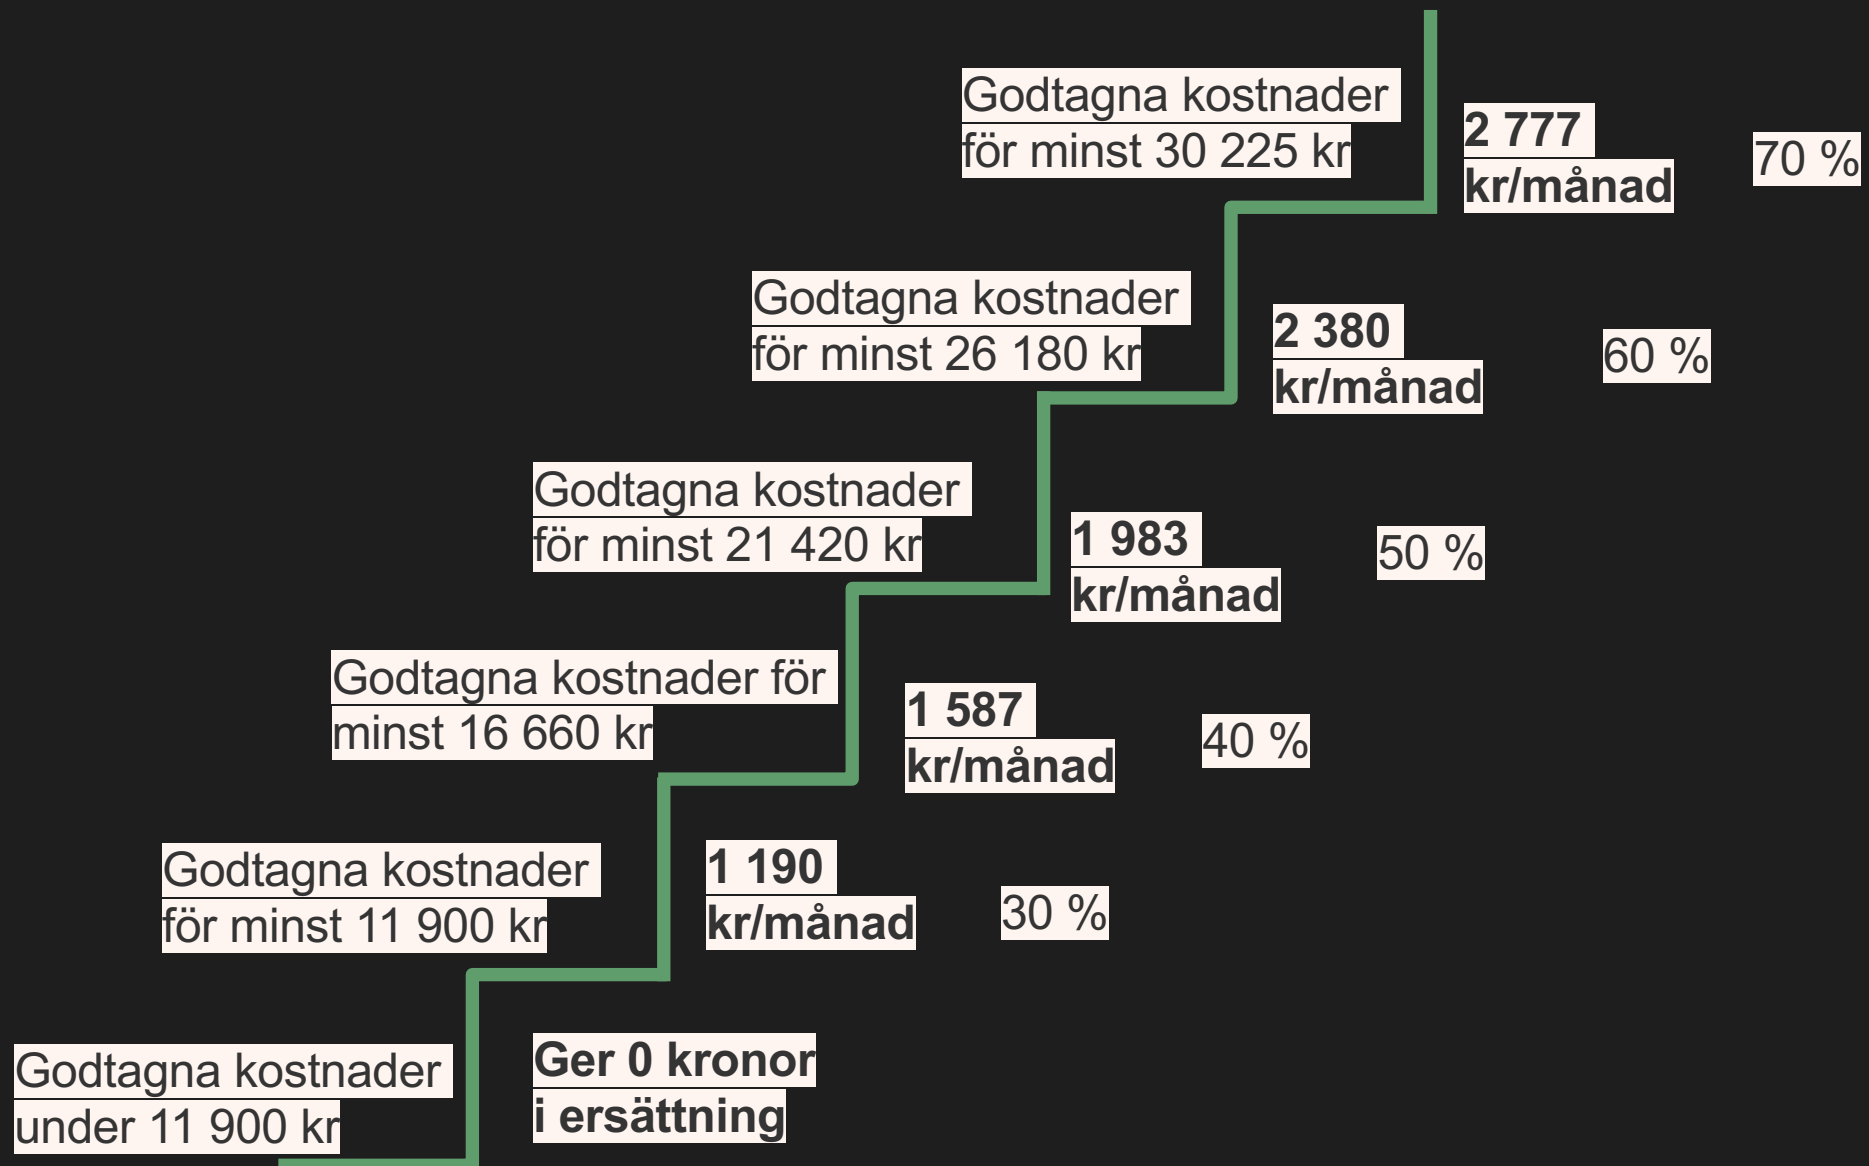 Godtagna kostnader
för minst 30 225 kr
2 777
kr/månad
70 %
Godtagna kostnader
för minst 26 180 kr
2 380
kr/månad
60 %
Godtagna kostnader
för minst 21 420 kr
1 983
kr/månad
50 %
Godtagna kostnader för
minst 16 660 kr
1 587
kr/månad
40 %
Godtagna kostnader
för minst 11 900 kr
1 190
kr/månad
30 %
Godtagna kostnader
under 11 900 kr
Ger 0 kronor
i ersättning